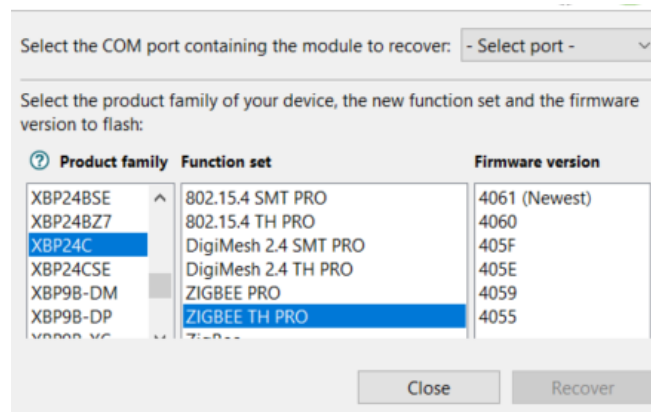 Select the COM port containing the module to recover: - Select port -
Select the product family of your device, the new function set and the firmware
version to flash:
? Product family Function set Firmware version
XBP24BSE 802.15.4 SMT PRO 4061 (Newest)
XBP24BZ7 802.15.4 TH PRO 4060
XBP24C DigiMesh 2.4 SMT PRO 405F
XBP24CSE DigiMesh 2.4 TH PRO 405E
XBP9B-DM ZIGBEE PRO 4059
XBP9B-DP ZIGBEE TH PRO 4055
Close Recover